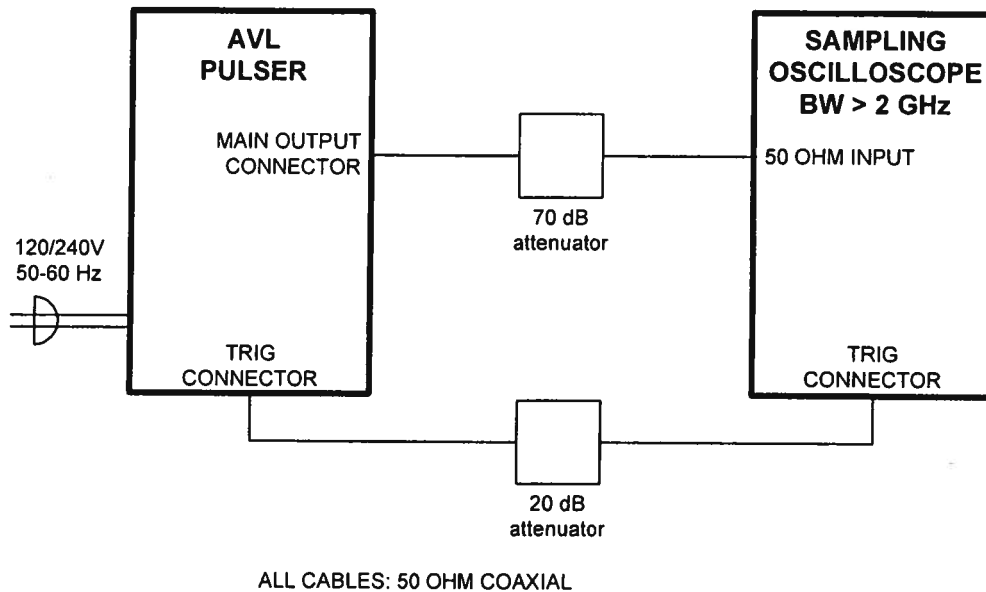 AVL
PULSER
SAMPLING
OSCILLOSCOPE
BW > 2 GHz
MAIN OUTPUT
CONNECTOR
50 OHM INPUT
70 dB
attenuator
120/240V
50-60 Hz
TRIG
CONNECTOR
TRIG
CONNECTOR
20 dB
attenuator
ALL CABLES: 50 OHM COAXIAL